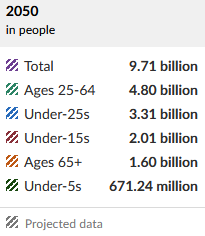 2050
in people
Total 9.71 billion
Ages 25-64 4.80 billion
Under-25s 3.31 billion
Under-15s 2.01 billion
Ages 65+ 1.60 billion
Under-5s 671.24 million
Projected data